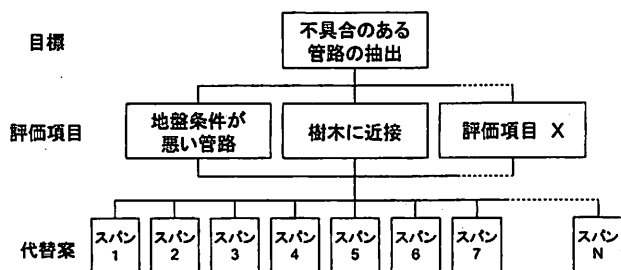 目標
不具合のある
管路の抽出
評価項目
地盤条件が
悪い管路
樹木に近接
評価項目 X
代替案
スパン
1
スパン
2
スパン
3
スパン
4
スパン
5
スパン
6
スパン
7
スパン
N